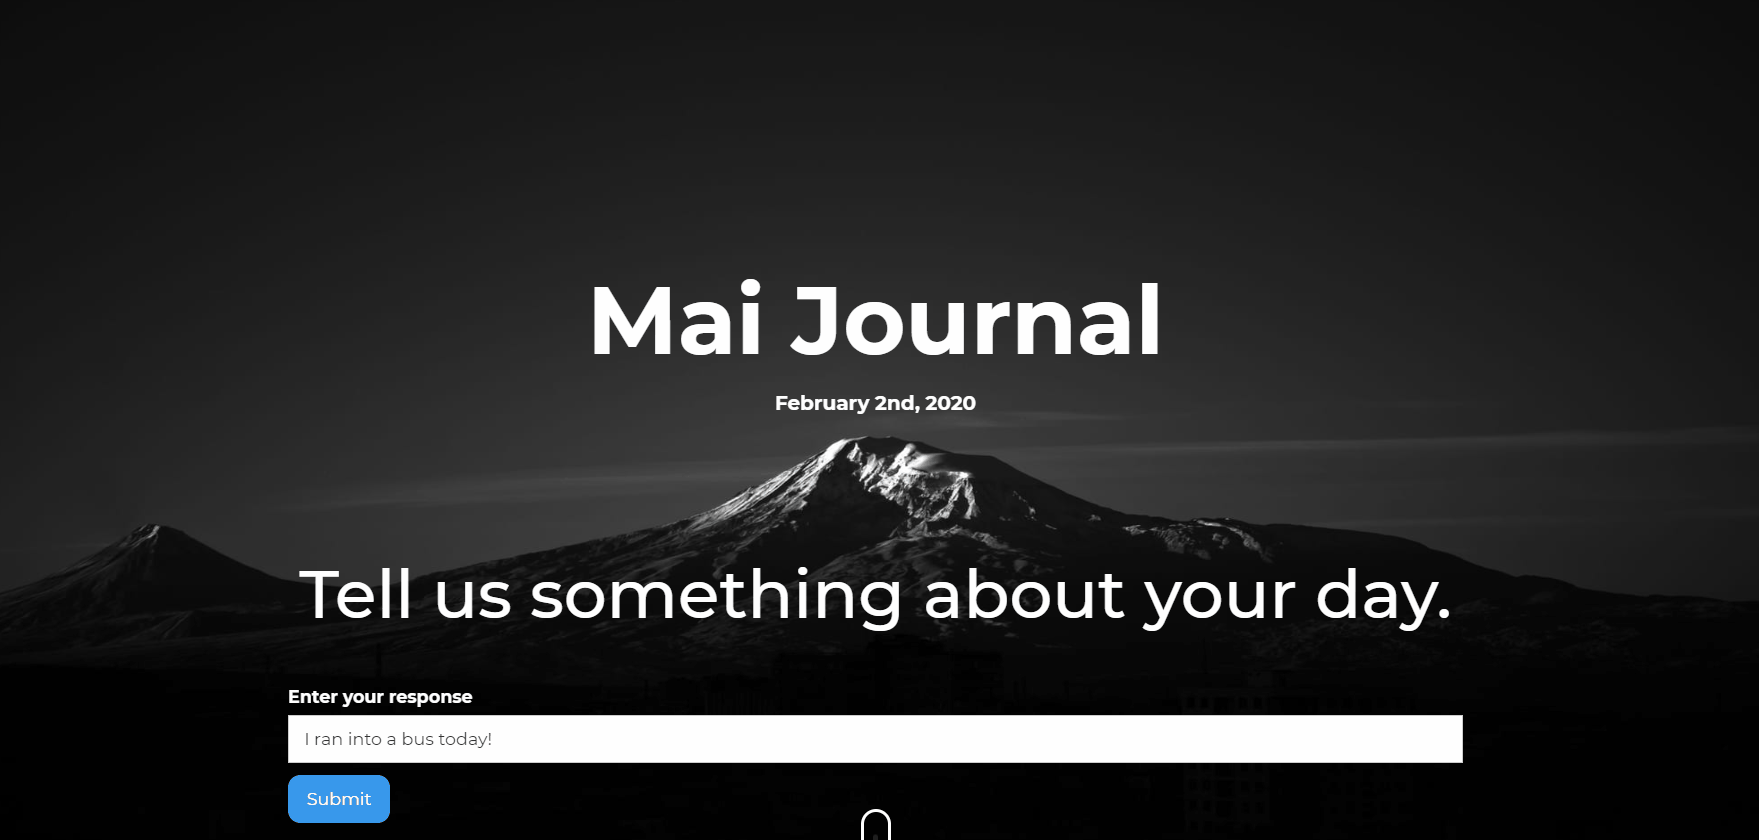 Mai Journal
February 2nd, 2020
Tell us something about your day.
Enter your response
I ran into a bus today!
Submit